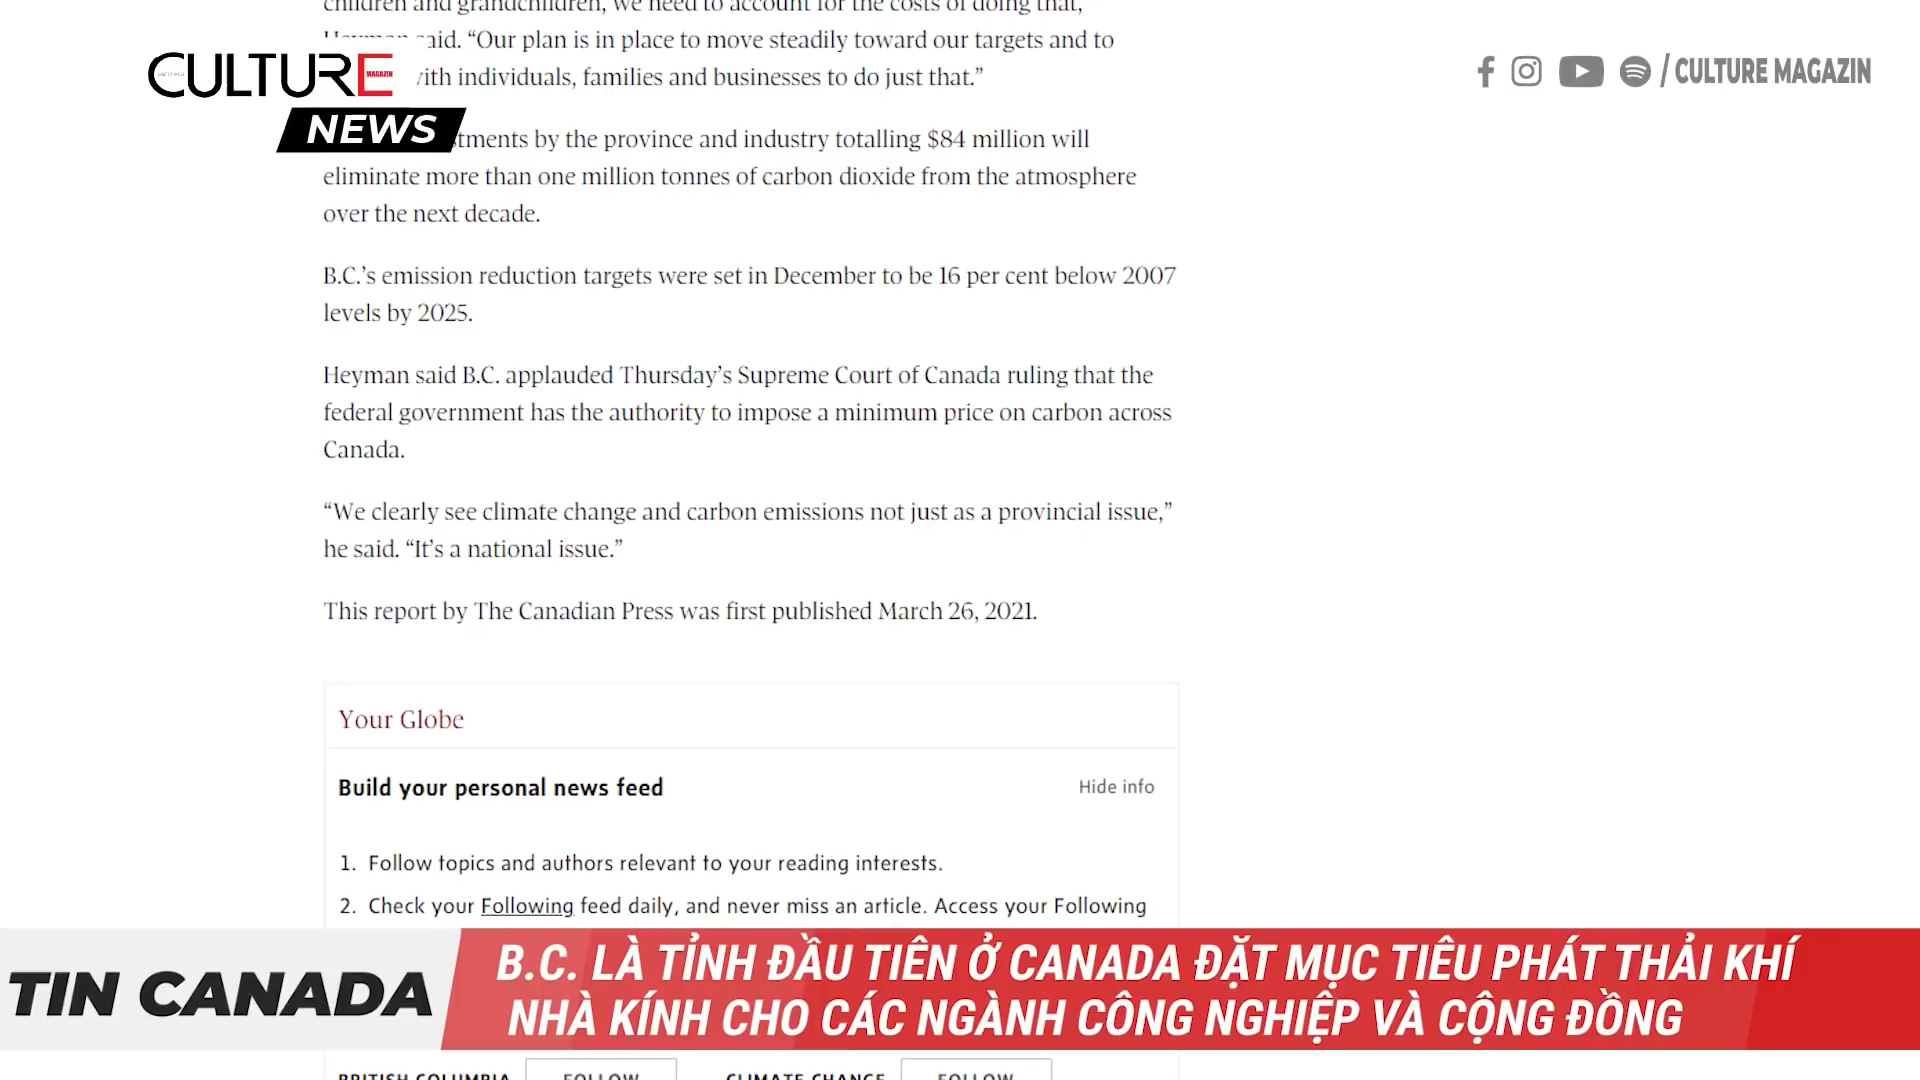 children and grandchildren, we need to account for the costs of doing that,
said. “Our plan is in place to move steadily toward our targets and to
with individuals, families and businesses to do just that.”
CULTURE
MAGAZIN
NEWS
/ CULTURE MAGAZIN
tments by the province and industry totalling $84 million will
eliminate more than one million tonnes of carbon dioxide from the atmosphere
over the next decade.
B.C.’s emission reduction targets were set in December to be 16 per cent below 2007
levels by 2025.
Heyman said B.C. applauded Thursday’s Supreme Court of Canada ruling that the
federal government has the authority to impose a minimum price on carbon across
Canada.
“We clearly see climate change and carbon emissions not just as a provincial issue,”
he said. “It’s a national issue.”
This report by The Canadian Press was first published March 26, 2021.
Your Globe
Build your personal news feed
Hide info
1. Follow topics and authors relevant to your reading interests.
2. Check your Following feed daily, and never miss an article. Access your Following
TIN CANADA
B.C. LÀ TỈNH ĐẦU TIÊN Ở CANADA ĐẶT MỤC TIÊU PHÁT THẢI KHÍ
NHÀ KÍNH CHO CÁC NGÀNH CÔNG NGHIỆP VÀ CỘNG ĐỒNG
BRITISH COLUMBIA FOLLOW CLIMATE CHANGE FOLLOW